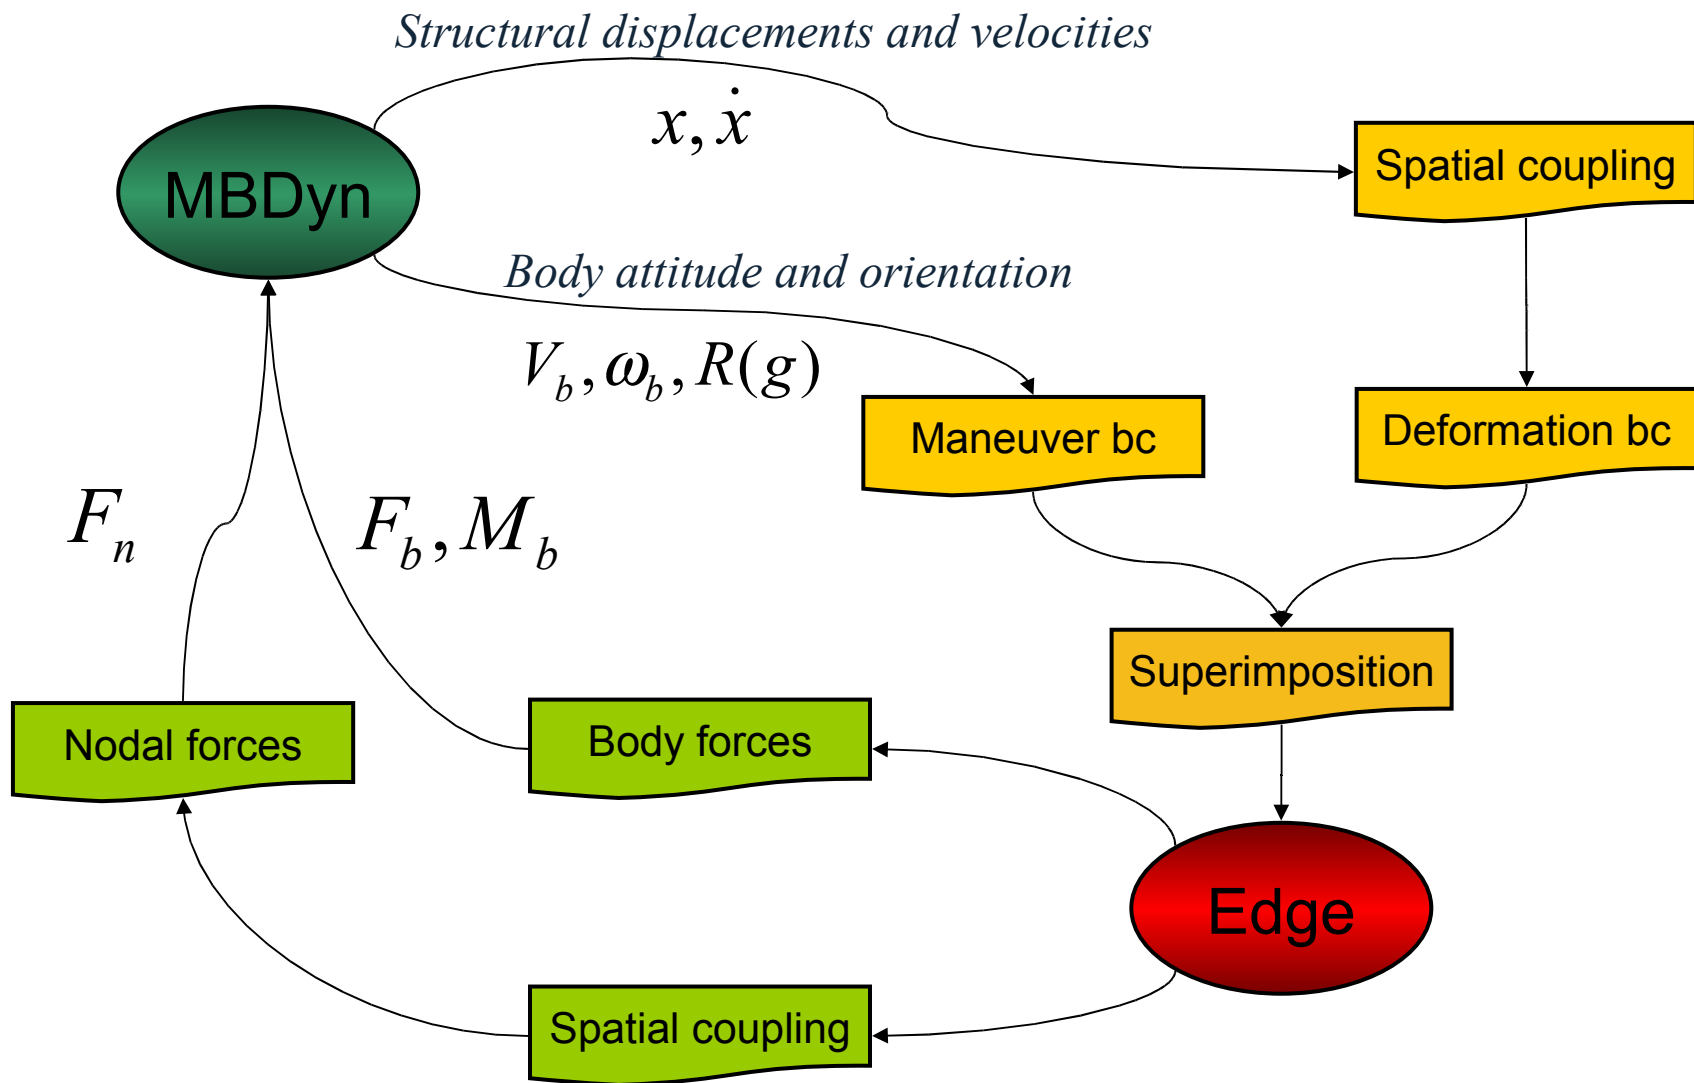 Structural displacements and velocities
x, ẋ
MBDyn
Spatial coupling
Body attitude and orientation
V_b, ω_b, R(g)
Maneuver bc
Deformation bc
F_n
F_b, M_b
Superimposition
Nodal forces
Body forces
Edge
Spatial coupling